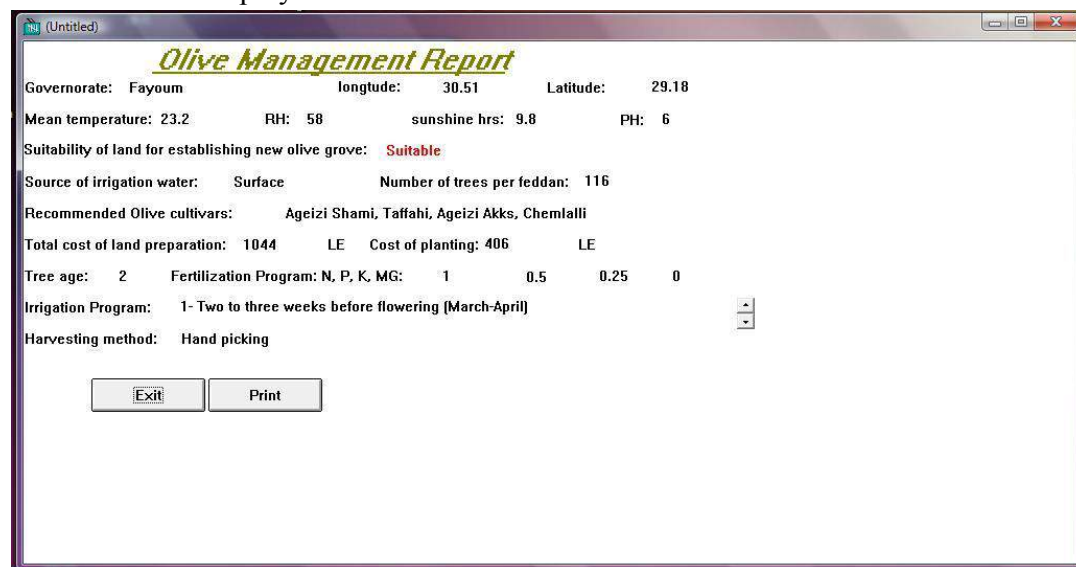 (Untitled)
Olive Management Report
Governorate: Fayoum longtude: 30.51 Latitude: 29.18
Mean temperature: 23.2 RH: 58 sunshine hrs: 9.8 PH: 6
Suitability of land for establishing new olive grove: Suitable
Source of irrigation water: Surface Number of trees per feddan: 116
Recommended Olive cultivars: Ageizi Shami, Taffahi, Ageizi Akks, Chemlalli
Total cost of land preparation: 1044 LE Cost of planting: 406 LE
Tree age: 2 Fertilization Program: N, P, K, MG: 1 0.5 0.25 0
Irrigation Program: 1- Two to three weeks before flowering (March-April)
Harvesting method: Hand picking
Exit Print